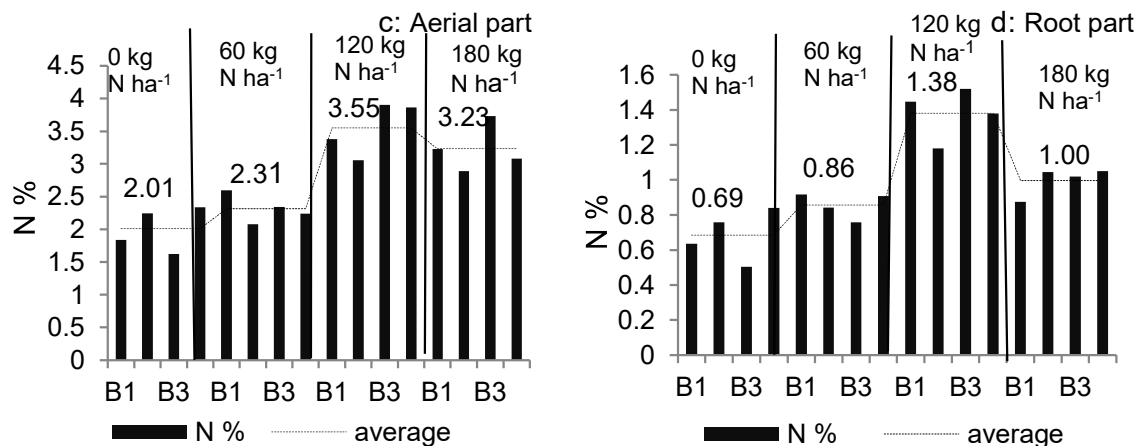 c: Aerial part
0 kg
N ha-1
60 kg
N ha-1
120 kg
N ha-1
180 kg
N ha-1
4.5
4
3.5
3
2.5
2
1.5
1
0.5
0
N %
2.01
2.31
3.55
3.23
B1 B3 B1 B3 B1 B3 B1 B3
N % average
d: Root part
0 kg
N ha-1
60 kg
N ha-1
120 kg
N ha-1
180 kg
N ha-1
1.6
1.4
1.2
1
0.8
0.6
0.4
0.2
0
N %
0.69
0.86
1.38
1.00
B1 B3 B1 B3 B1 B3 B1 B3
N % average